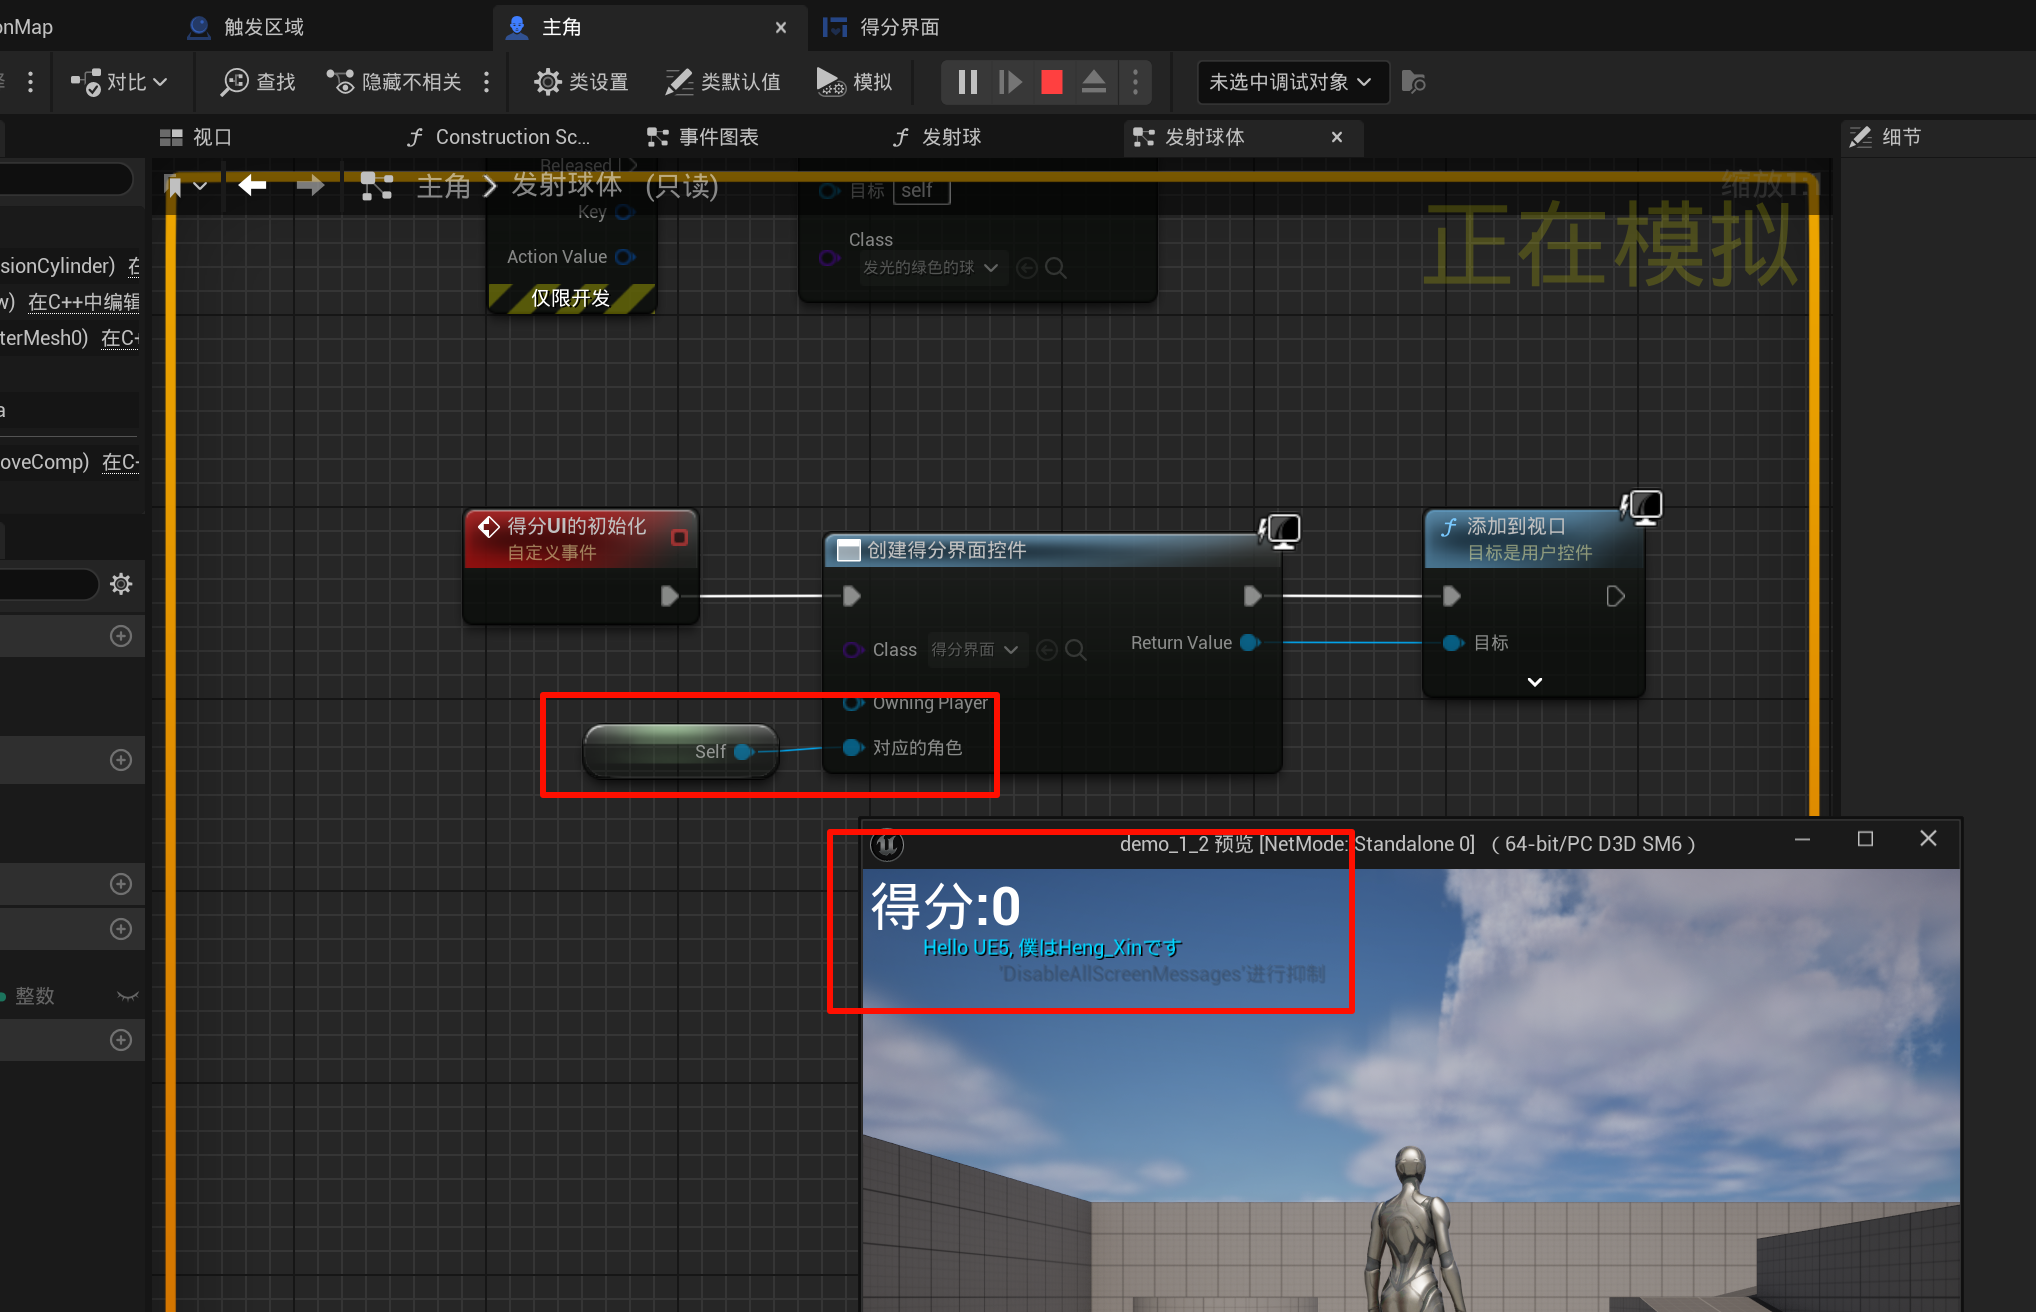 onMap
触发区域
主角
得分界面
对比
查找
隐藏不相关
类设置
类默认值
模拟
未选中调试对象
视口
Construction Sc...
事件图表
发射球
发射球体
细节
主角 > 发射球体 (只读)
缩放1:1
正在模拟
Released
Key
Action Value
仅限开发
目标 self
Class
发光的绿色的球
sionCylinder) 在
w) 在C++中编辑
terMesh0) 在C+
a
oveComp) 在C+
整数
得分UI的初始化
自定义事件
创建得分界面控件
Class 得分界面
Return Value
Owning Player
Self
对应的角色
添加到视口
目标是用户控件
目标
demo_1_2 预览 [NetMode: Standalone 0] （64-bit/PC D3D SM6）
得分:0
Hello UE5, 僕はHeng_Xinです
'DisableAllScreenMessages'进行抑制